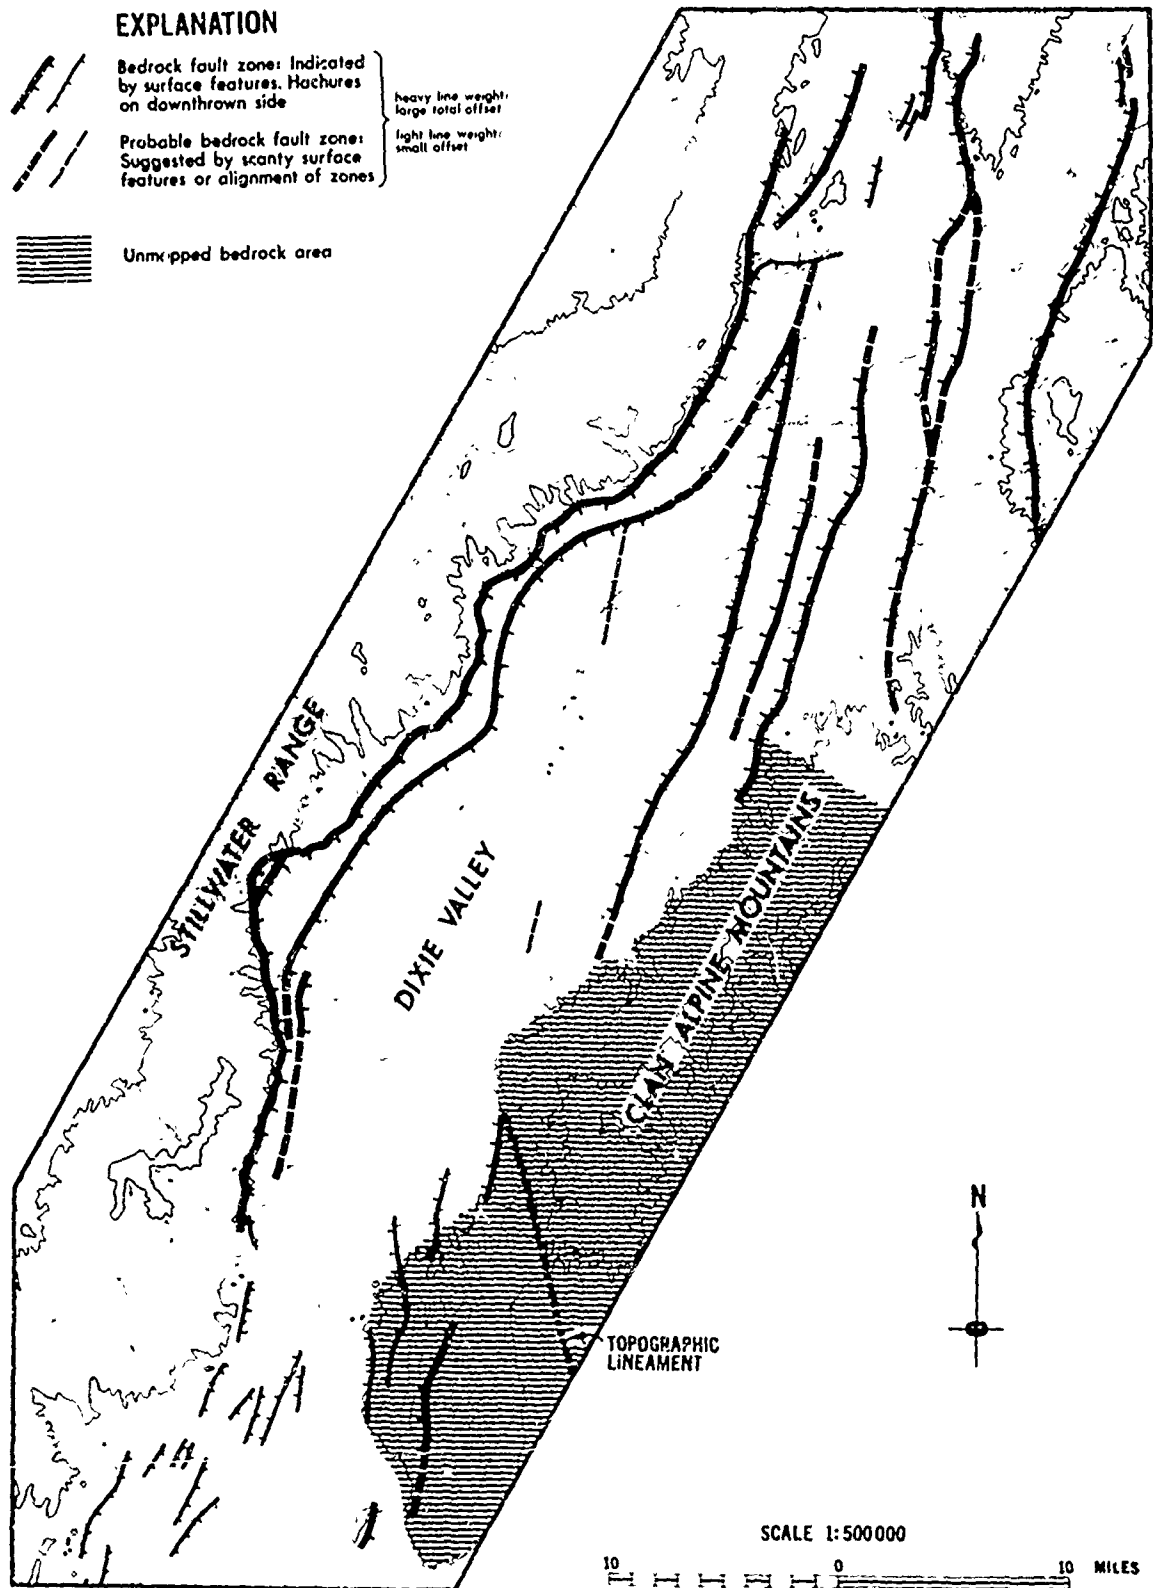 EXPLANATION
Bedrock fault zone: Indicated
by surface features. Hachures
on downthrown side
heavy line weight:
large total offset
light line weight:
small offset
Probable bedrock fault zone:
Suggested by scanty surface
features or alignment of zones
Unmapped bedrock area
STILLWATER RANGE
DIXIE VALLEY
CLAN ALPINE MOUNTAINS
N
TOPOGRAPHIC
LINEAMENT
SCALE 1:500000
10 0 10 MILES